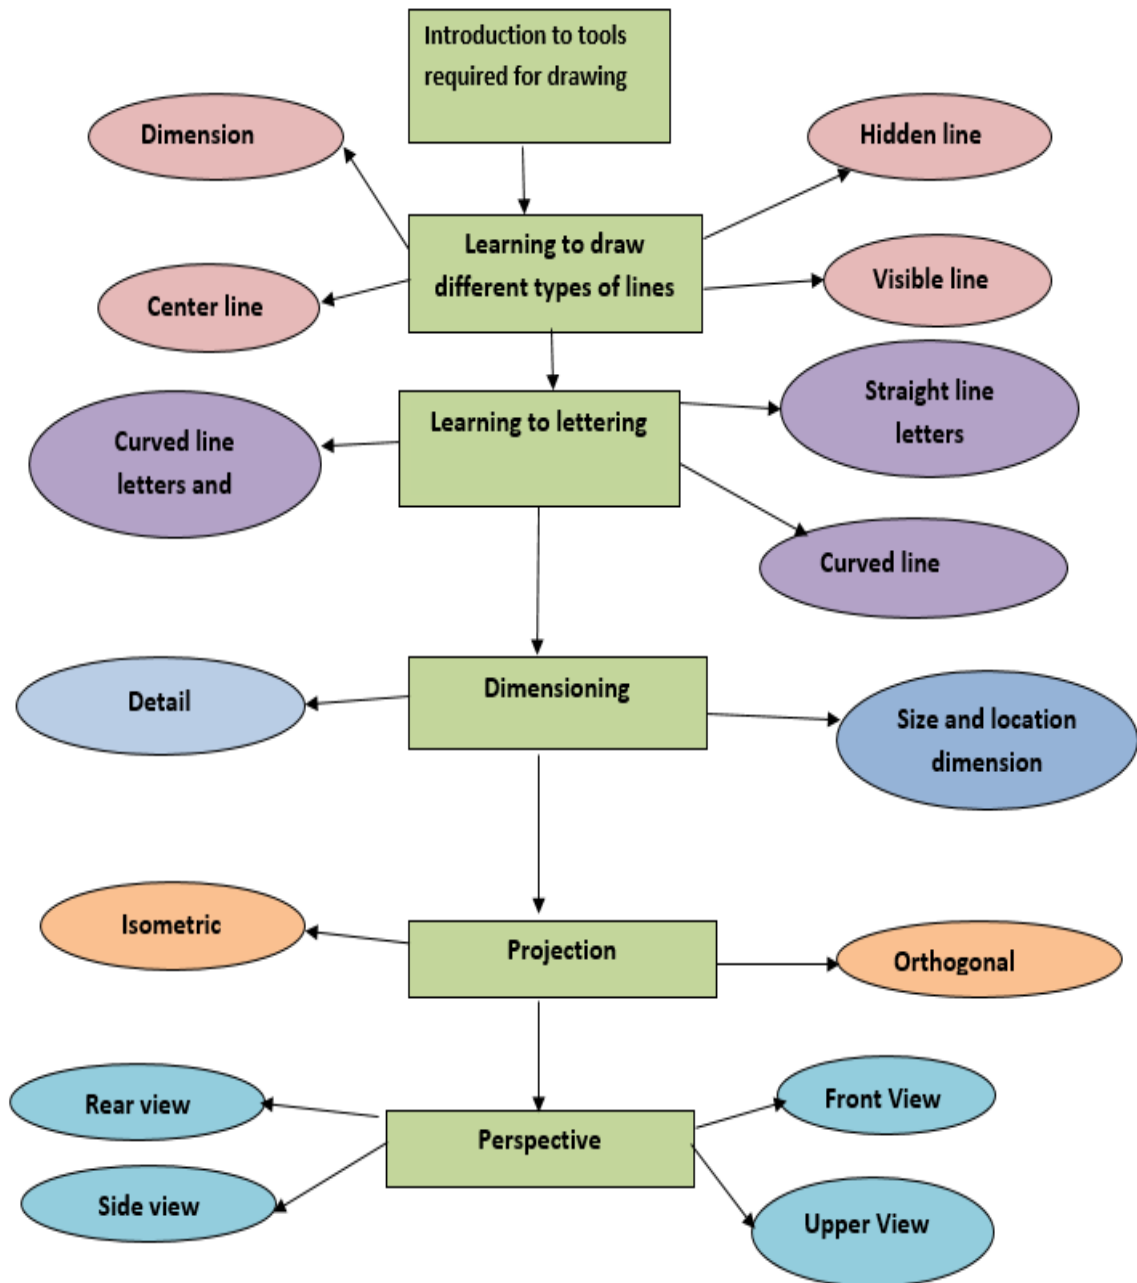 Introduction to tools
required for drawing
Dimension
Hidden line
Learning to draw
different types of lines
Center line
Visible line
Learning to lettering
Straight line
letters
Curved line
letters and
Curved line
Dimensioning
Detail
Size and location
dimension
Isometric
Projection
Orthogonal
Rear view
Front View
Perspective
Side view
Upper View